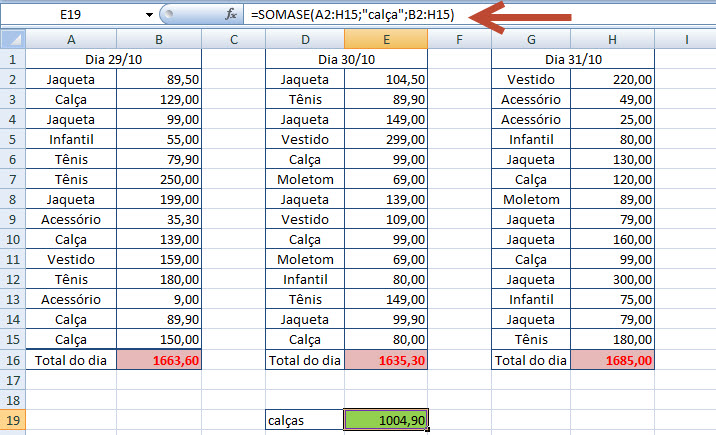 E19 fx =SOMASE(A2:H15;"calça";B2:H15)
A B C D E F G H I
1 Dia 29/10 Dia 30/10 Dia 31/10
2 Jaqueta 89,50 Jaqueta 104,50 Vestido 220,00
3 Calça 129,00 Tênis 89,90 Acessório 49,00
4 Jaqueta 99,00 Jaqueta 149,00 Acessório 25,00
5 Infantil 55,00 Vestido 299,00 Infantil 80,00
6 Tênis 79,90 Calça 99,00 Jaqueta 130,00
7 Tênis 250,00 Moletom 69,00 Calça 120,00
8 Jaqueta 199,00 Jaqueta 139,00 Moletom 89,00
9 Acessório 35,30 Vestido 109,00 Jaqueta 79,00
10 Calça 139,00 Calça 99,00 Jaqueta 160,00
11 Vestido 159,00 Moletom 69,00 Calça 99,00
12 Tênis 180,00 Infantil 80,00 Jaqueta 300,00
13 Acessório 9,00 Tênis 149,00 Infantil 75,00
14 Calça 89,90 Jaqueta 99,90 Jaqueta 79,00
15 Calça 150,00 Calça 80,00 Tênis 180,00
16 Total do dia 1663,60 Total do dia 1635,30 Total do dia 1685,00
17
18
19 calças 1004,90